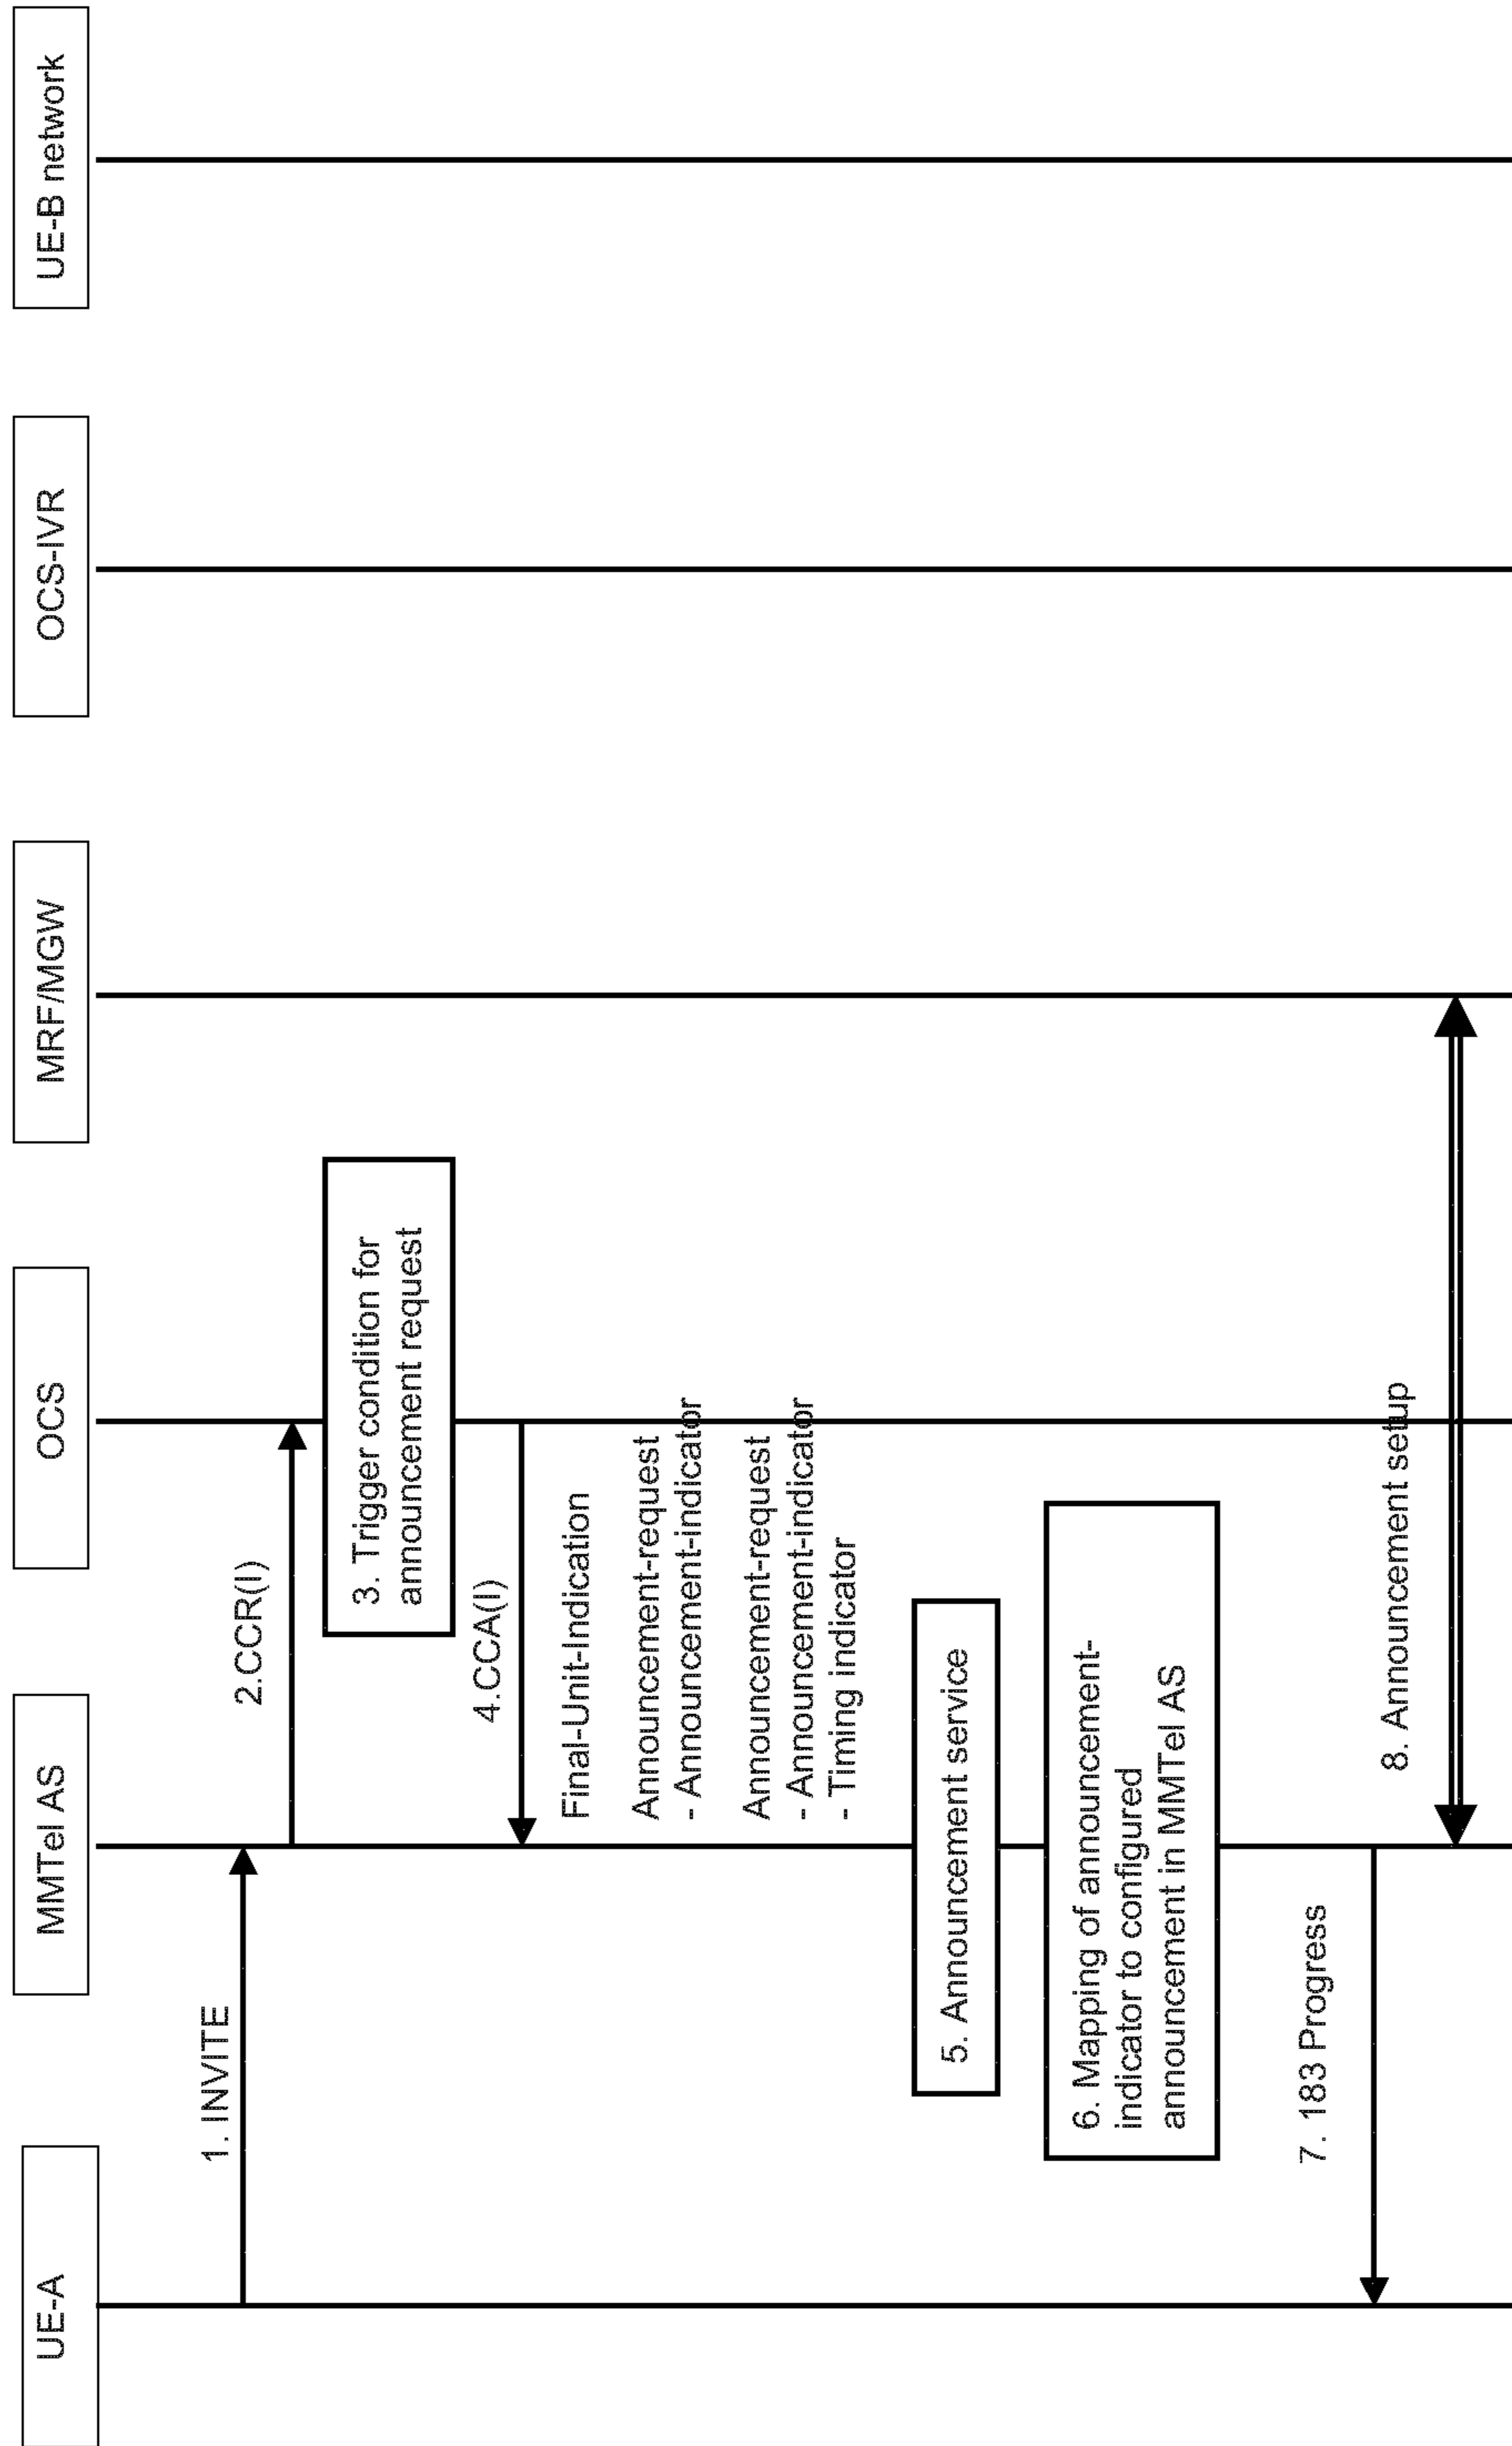 UE-A
MMTel AS
OCS
MRF/MGW
OCS-IVR
UE-B network
1. INVITE
2.CCR(I)
3. Trigger condition for
announcement request
4.CCA(I)
Final-Unit-Indication
Announcement-request
- Announcement-indicator
Announcement-request
- Announcement-indicator
- Timing indicator
5. Announcement service
6. Mapping of announcement-
indicator to configured
announcement in MMTel AS
7. 183 Progress
8. Announcement setup